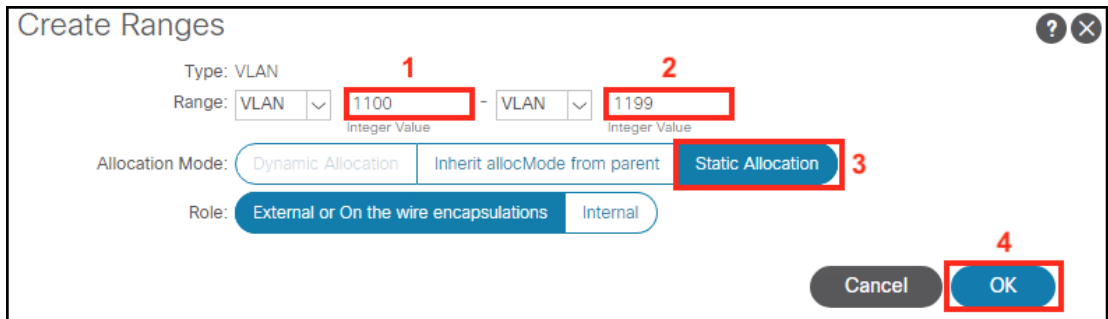 Create Ranges
Type: VLAN
1 2
Range: VLAN 1100 - VLAN 1199
Integer Value Integer Value
Allocation Mode: Dynamic Allocation Inherit allocMode from parent Static Allocation 3
Role: External or On the wire encapsulations Internal
4
Cancel OK